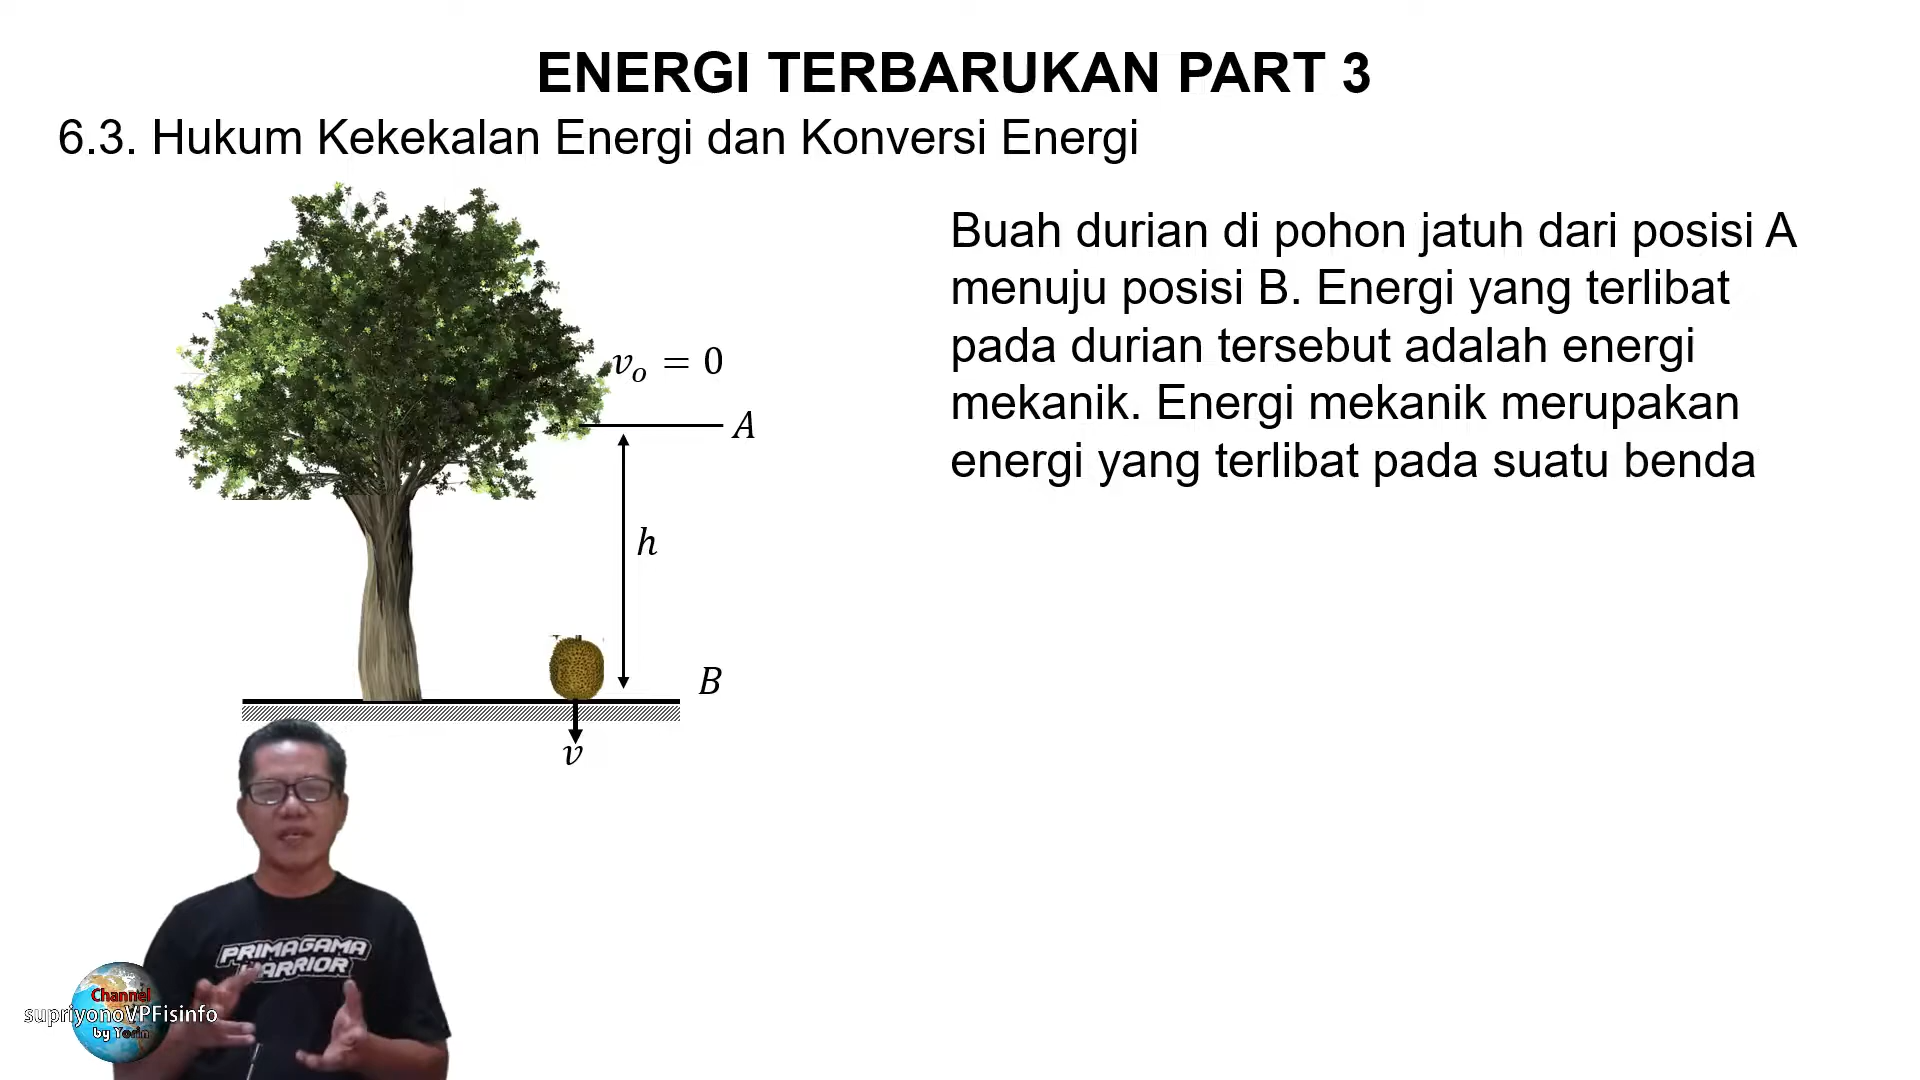 ENERGI TERBARUKAN PART 3
6.3. Hukum Kekekalan Energi dan Konversi Energi
Buah durian di pohon jatuh dari posisi A
menuju posisi B. Energi yang terlibat
pada durian tersebut adalah energi
mekanik. Energi mekanik merupakan
energi yang terlibat pada suatu benda
v₀ = 0
A
h
B
v
PRIMAGAMA
WARRIOR
Channel
supriyonoVPFisinfo
by